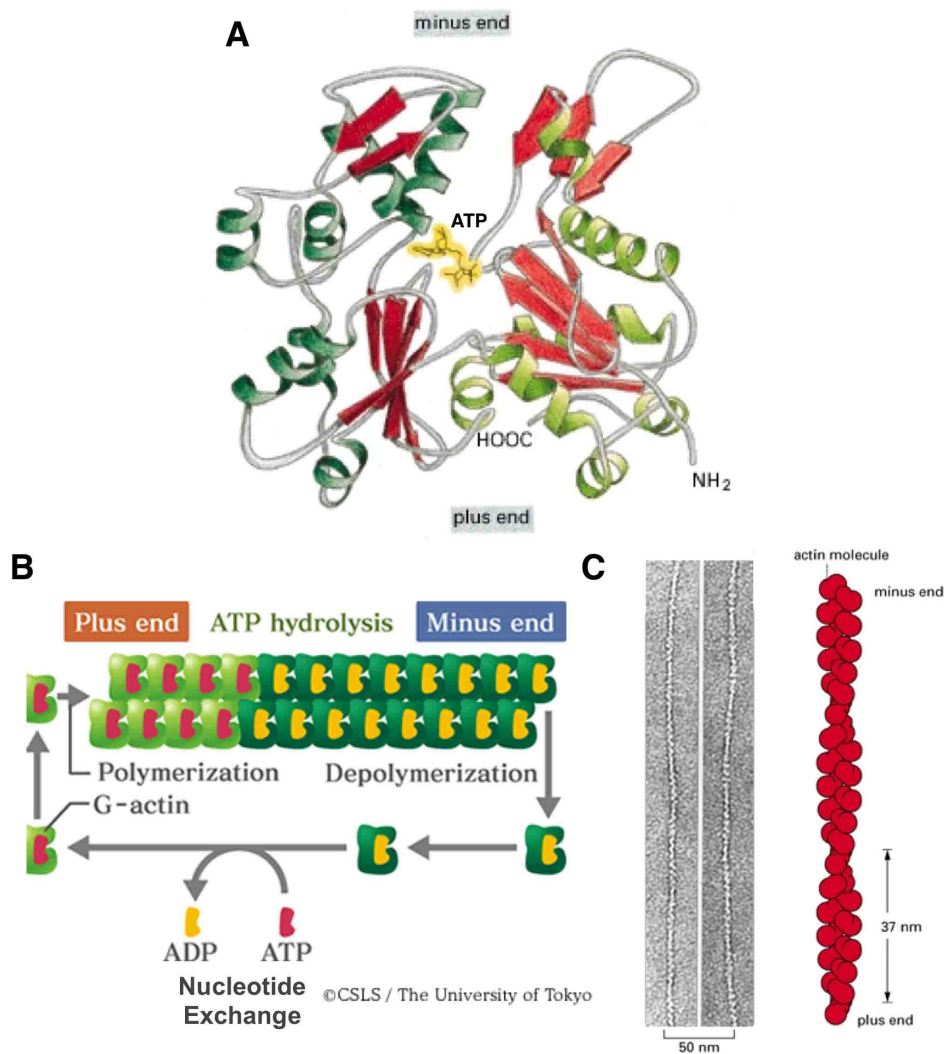 A
minus end
ATP
HOOC
NH2
plus end
B
Plus end ATP hydrolysis Minus end
Polymerization Depolymerization
G-actin
ADP ATP
Nucleotide
Exchange
©CSLS / The University of Tokyo
C
actin molecule
minus end
37 nm
plus end
50 nm